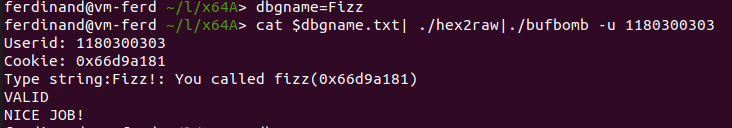 ferdinand@vm-ferd ~/l/x64A> dbgname=Fizz
ferdinand@vm-ferd ~/l/x64A> cat $dbgname.txt| ./hex2raw|./bufbomb -u 1180300303
Userid: 1180300303
Cookie: 0x66d9a181
Type string:Fizz!: You called fizz(0x66d9a181)
VALID
NICE JOB!